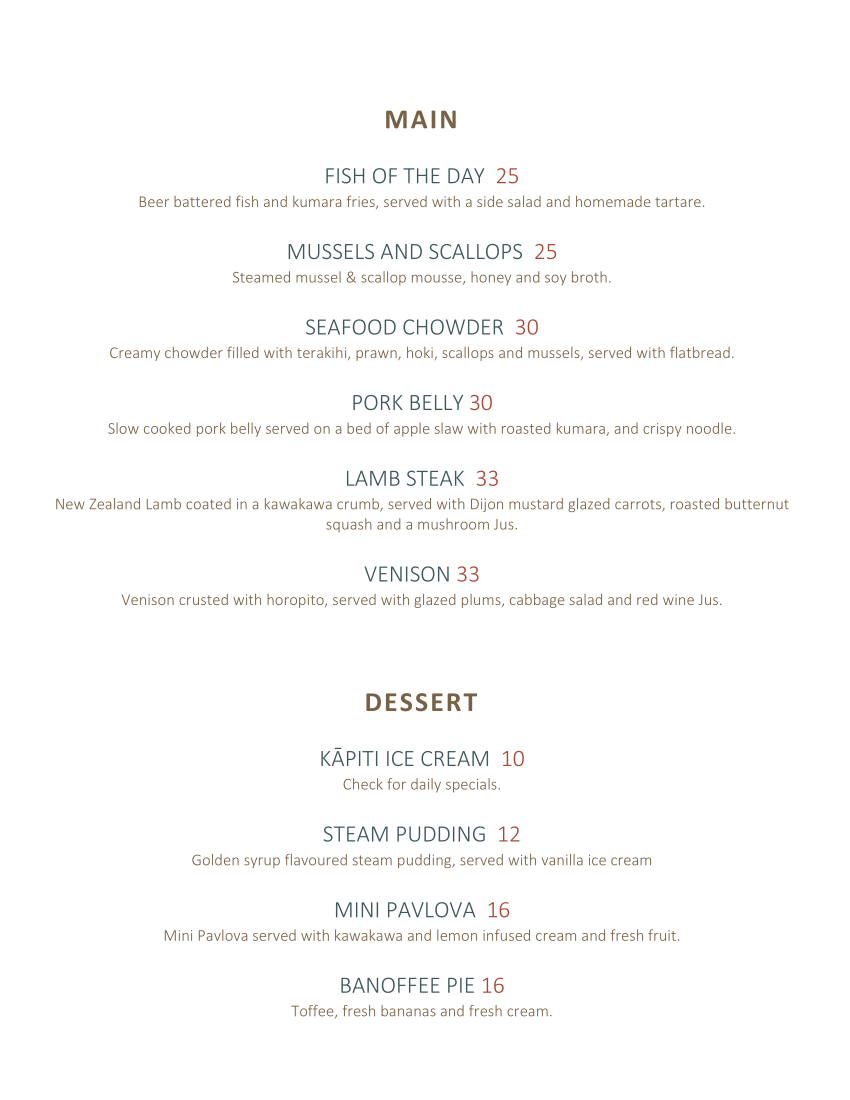 MAIN
FISH OF THE DAY 25
Beer battered fish and kumara fries, served with a side salad and homemade tartare.
MUSSELS AND SCALLOPS 25
Steamed mussel & scallop mousse, honey and soy broth.
SEAFOOD CHOWDER 30
Creamy chowder filled with terakihi, prawn, hoki, scallops and mussels, served with flatbread.
PORK BELLY 30
Slow cooked pork belly served on a bed of apple slaw with roasted kumara, and crispy noodle.
LAMB STEAK 33
New Zealand Lamb coated in a kawakawa crumb, served with Dijon mustard glazed carrots, roasted butternut
squash and a mushroom Jus.
VENISON 33
Venison crusted with horopito, served with glazed plums, cabbage salad and red wine Jus.
DESSERT
KĀPITI ICE CREAM 10
Check for daily specials.
STEAM PUDDING 12
Golden syrup flavoured steam pudding, served with vanilla ice cream
MINI PAVLOVA 16
Mini Pavlova served with kawakawa and lemon infused cream and fresh fruit.
BANOFFEE PIE 16
Toffee, fresh bananas and fresh cream.